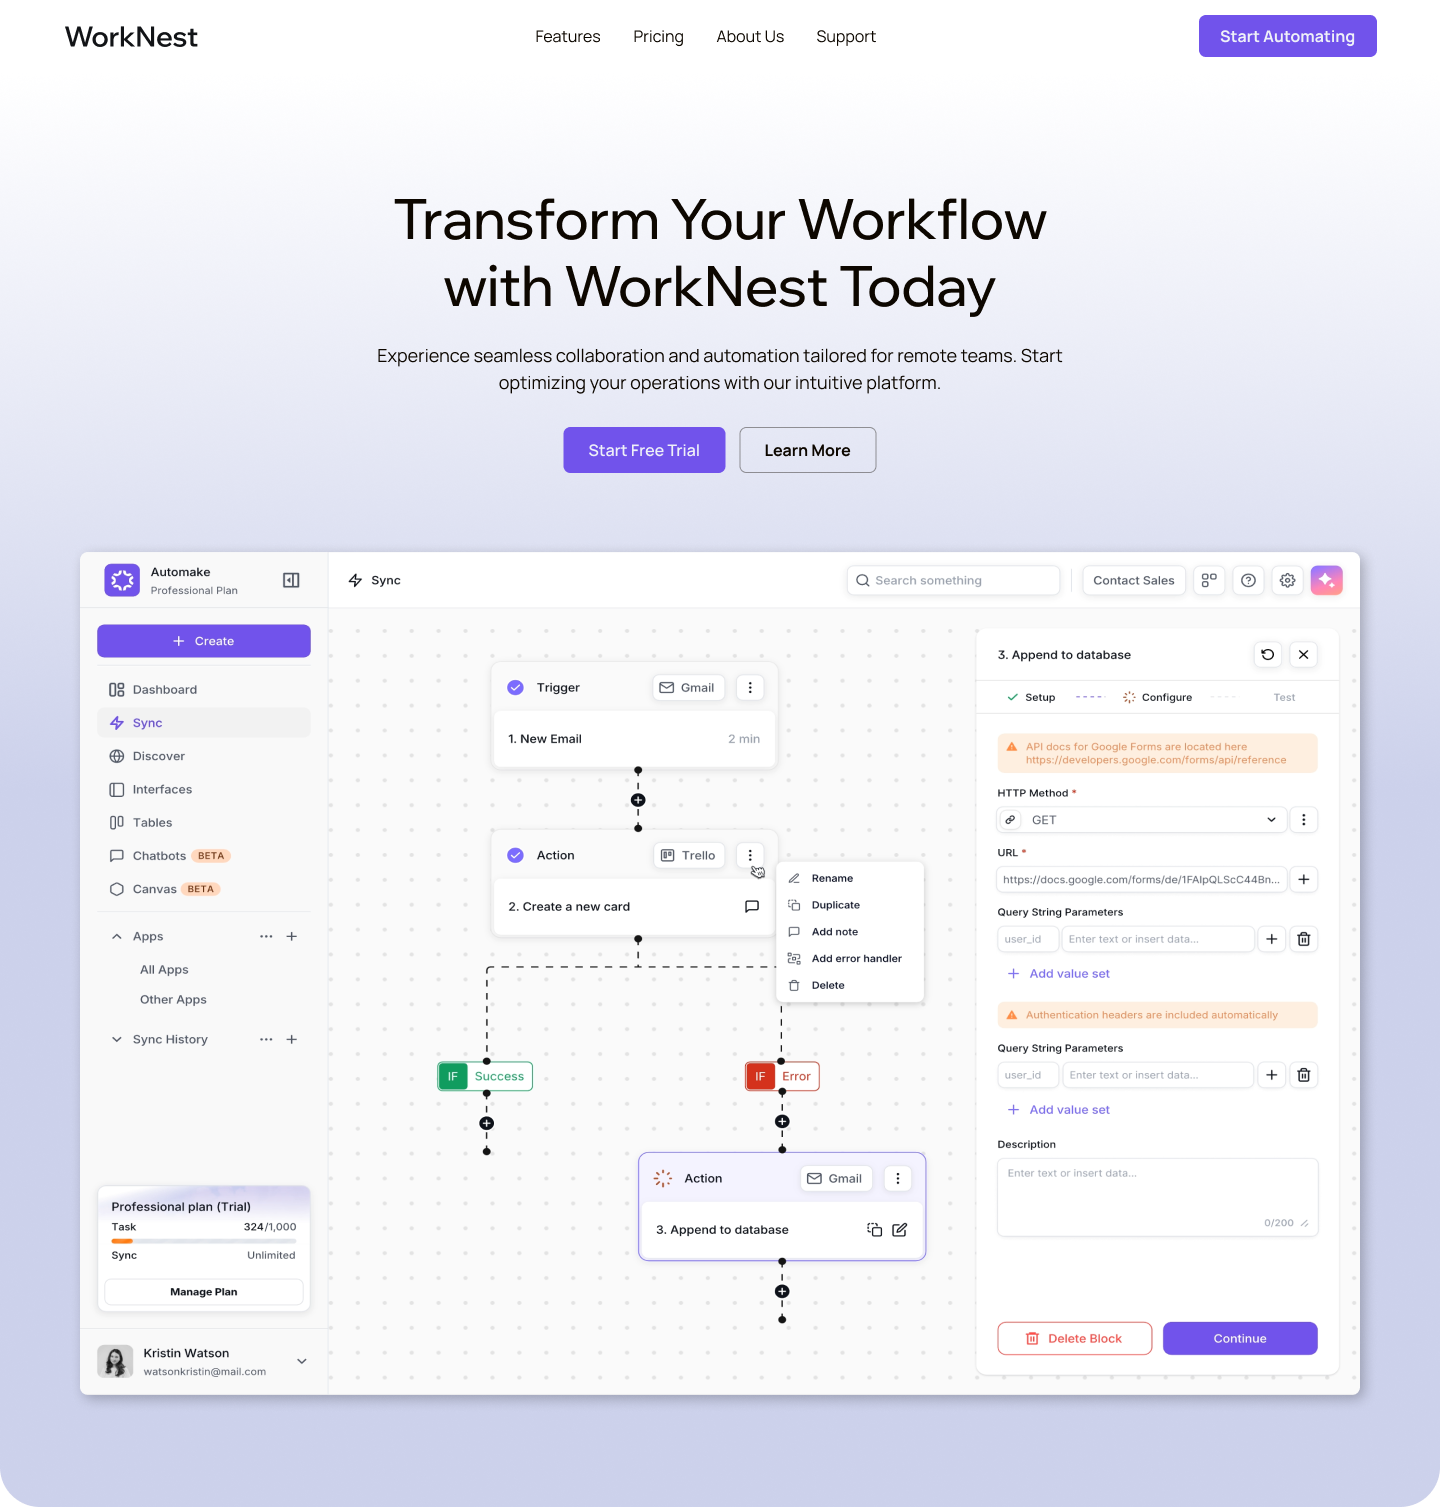 WorkNest
Features
Pricing
About Us
Support
Start Automating
Transform Your Workflow
with WorkNest Today
Experience seamless collaboration and automation tailored for remote teams. Start
optimizing your operations with our intuitive platform.
Start Free Trial
Learn More
Automake
Professional Plan
Create
Dashboard
Sync
Discover
Interfaces
Tables
Chatbots BETA
Canvas BETA
Apps
All Apps
Other Apps
Sync History
Professional plan (Trial)
Task 324/1,000
Sync Unlimited
Manage Plan
Kristin Watson
watsonkristin@mail.com
Sync
Search something
Contact Sales
Trigger
Gmail
1. New Email
2 min
Action
Trello
2. Create a new card
Rename
Duplicate
Add note
Add error handler
Delete
IF Success
IF Error
Action
Gmail
3. Append to database
3. Append to database
Setup
Configure
Test
API docs for Google Forms are located here
https://developers.google.com/forms/api/reference
HTTP Method *
GET
URL *
https://docs.google.com/forms/de/1FAIpQLScC44Bn...
Query String Parameters
user_id
Enter text or insert data...
Add value set
Authentication headers are included automatically
Query String Parameters
user_id
Enter text or insert data...
Add value set
Description
Enter text or insert data...
0/200
Delete Block
Continue